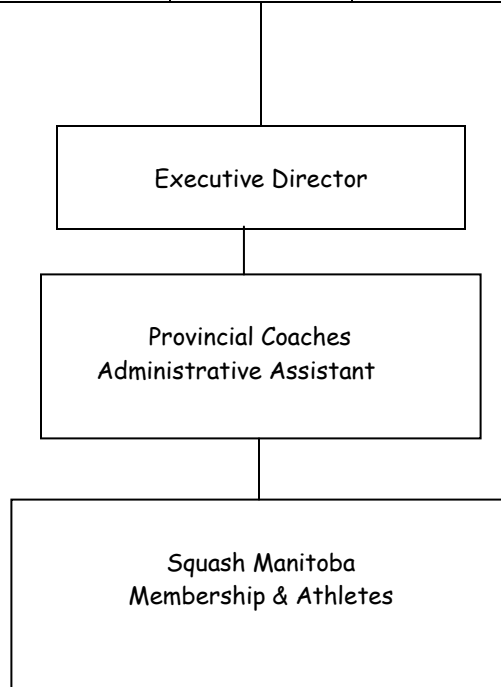 Executive Director
Provincial Coaches
Administrative Assistant
Squash Manitoba
Membership & Athletes